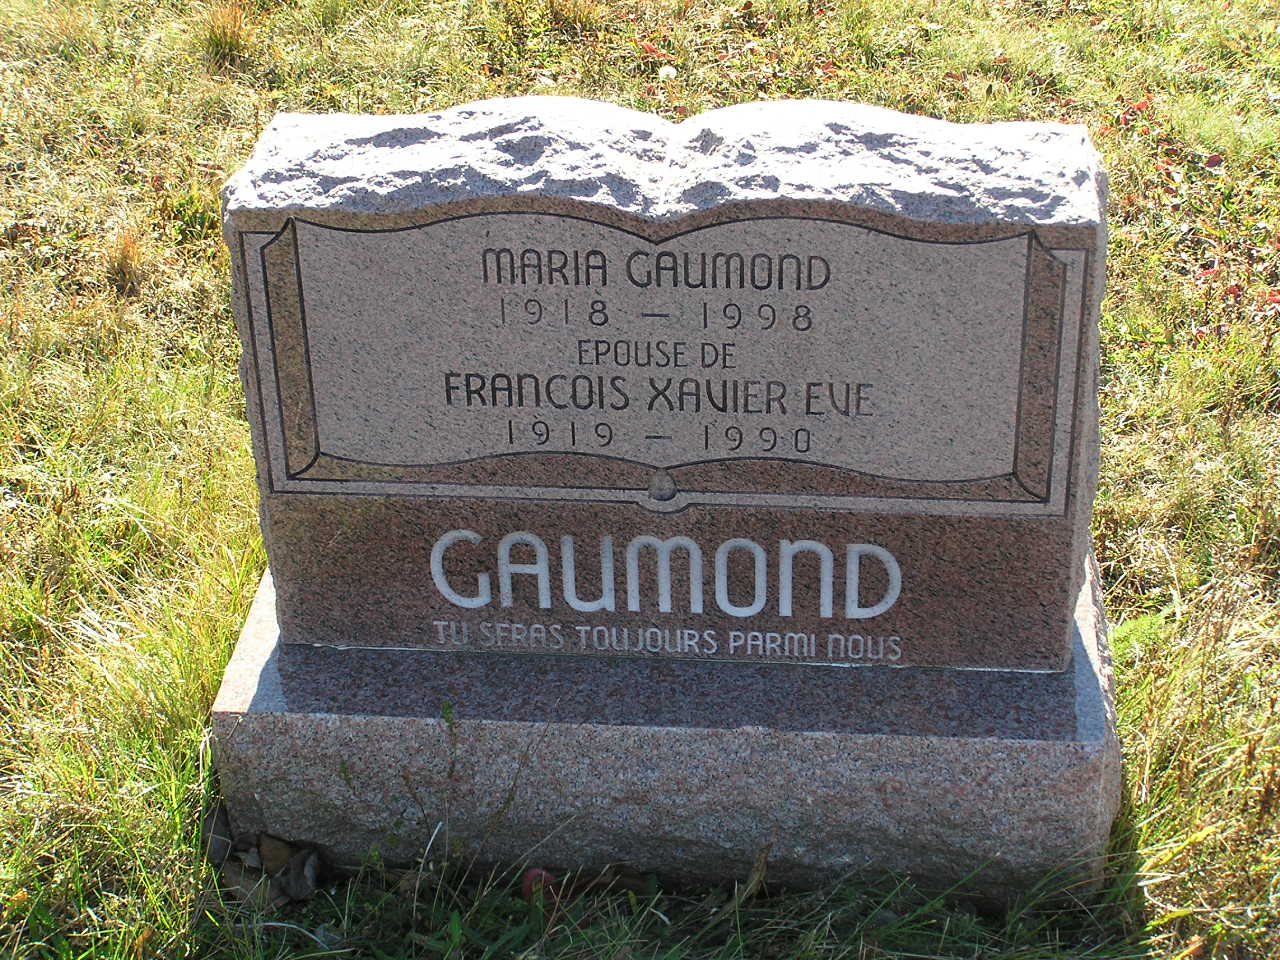 MARIA GAUMOND
1918 – 1998
EPOUSE DE
FRANCOIS XAVIER EVE
1919 – 1990
GAUMOND
TU SERAS TOUJOURS PARMI NOUS